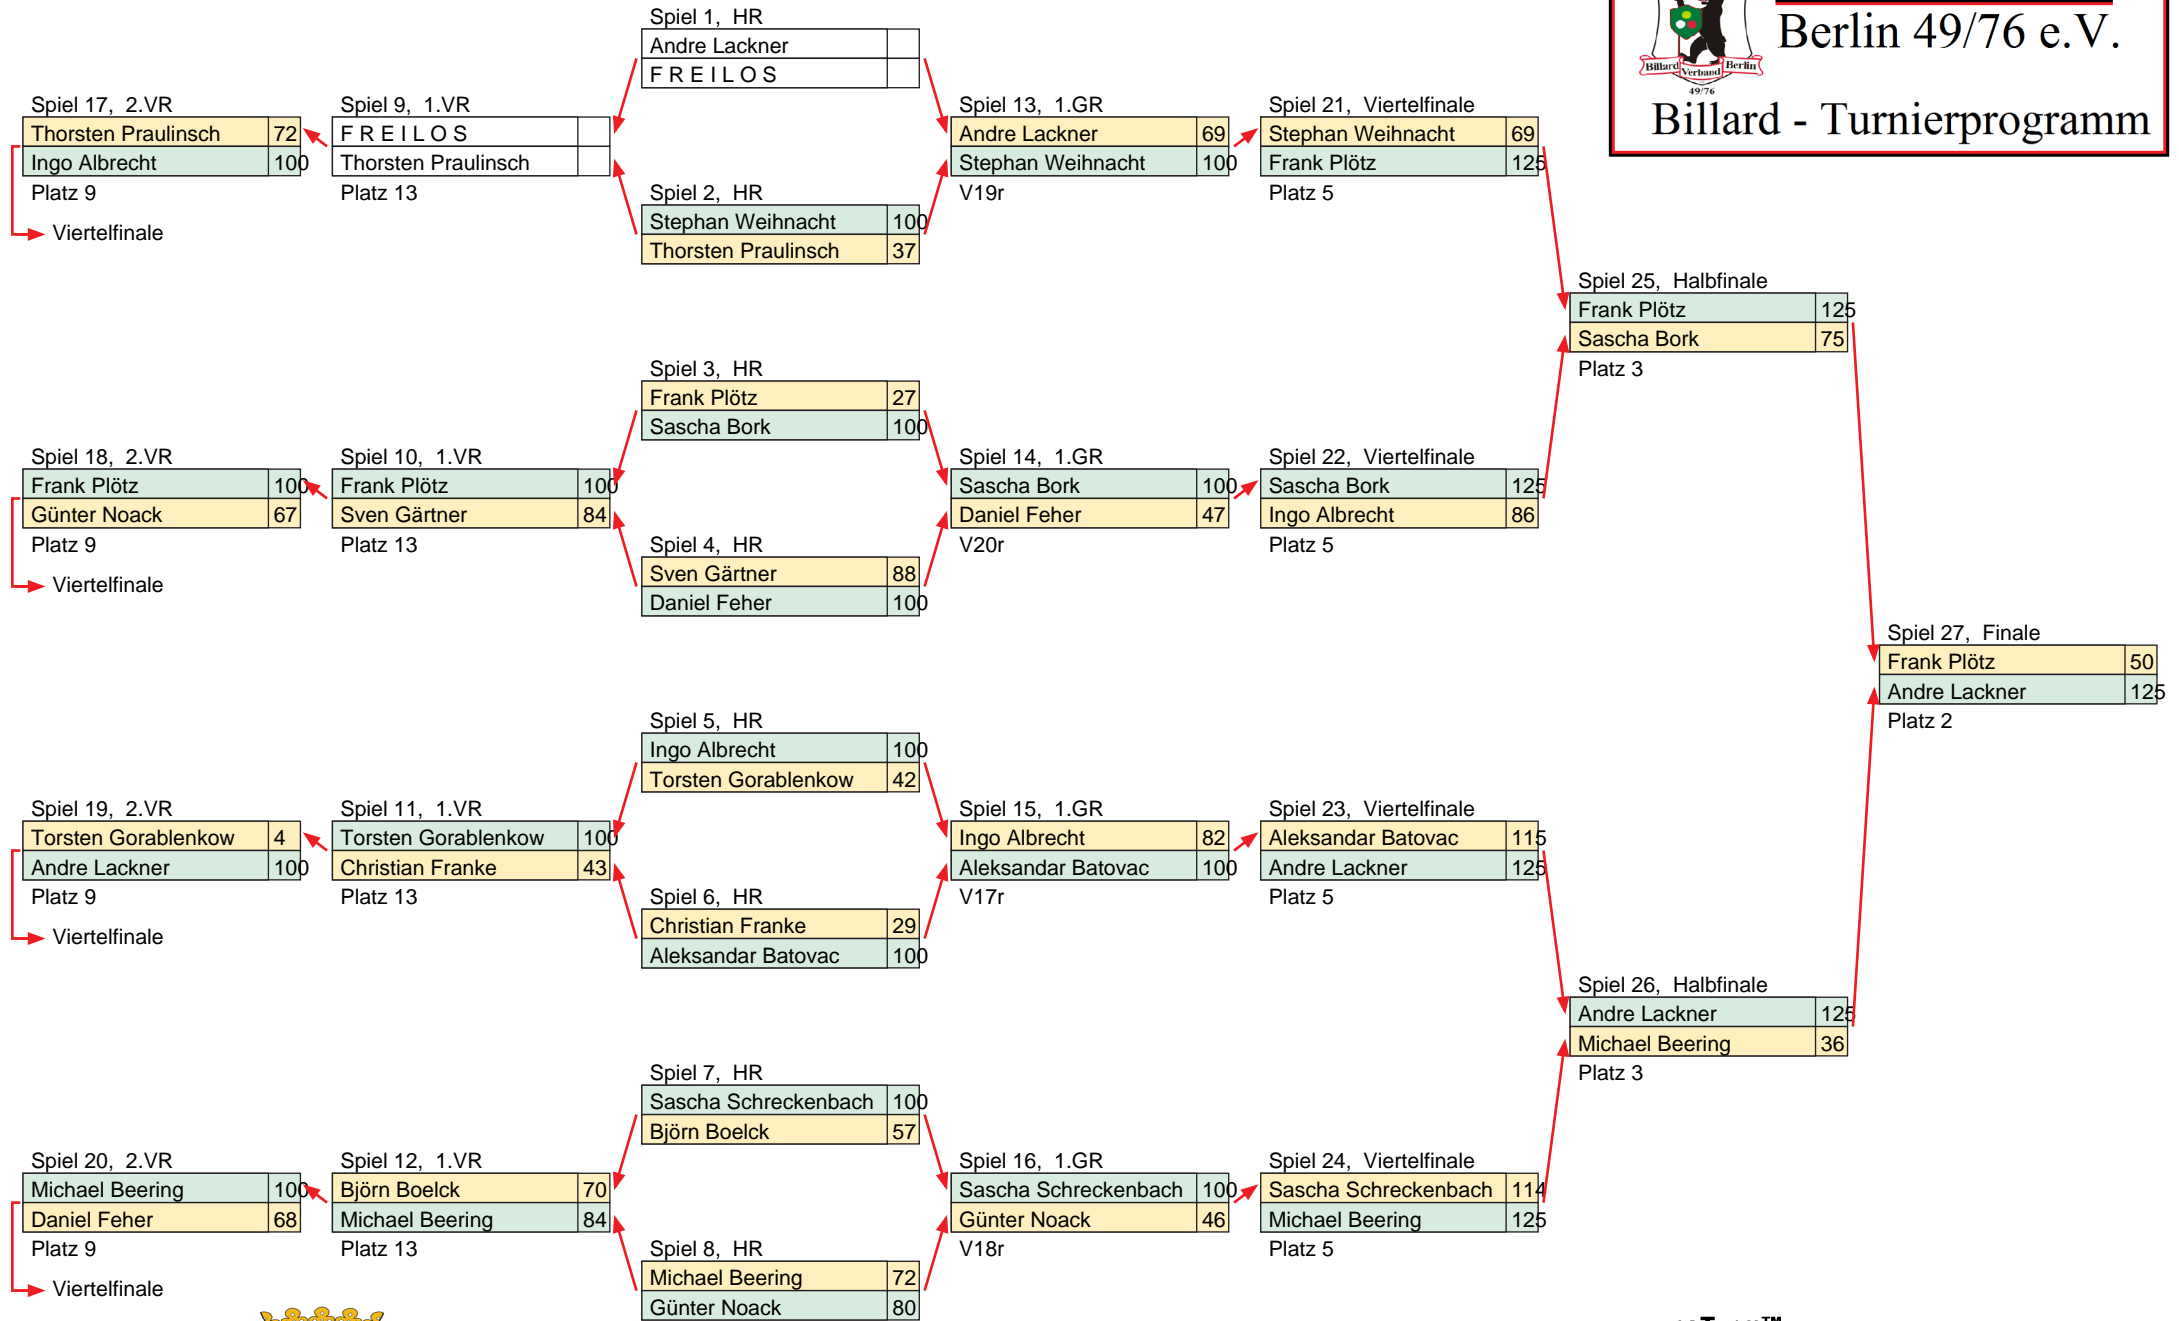 Berlin 49/76 e.V.
Billard Verband Berlin
49/76
Billard - Turnierprogramm
Spiel 17, 2.VR
Thorsten Praulinsch 72
Ingo Albrecht 100
Platz 9
Viertelfinale
Spiel 18, 2.VR
Frank Plötz 100
Günter Noack 67
Platz 9
Viertelfinale
Spiel 19, 2.VR
Torsten Gorablenkow 4
Andre Lackner 100
Platz 9
Viertelfinale
Spiel 20, 2.VR
Michael Beering 100
Daniel Feher 68
Platz 9
Viertelfinale
Spiel 9, 1.VR
F R E I L O S
Thorsten Praulinsch
Platz 13
Spiel 10, 1.VR
Frank Plötz 100
Sven Gärtner 84
Platz 13
Spiel 11, 1.VR
Torsten Gorablenkow 100
Christian Franke 43
Platz 13
Spiel 12, 1.VR
Björn Boelck 70
Michael Beering 84
Platz 13
Spiel 1, HR
Andre Lackner
F R E I L O S
Spiel 2, HR
Stephan Weihnacht 100
Thorsten Praulinsch 37
Spiel 3, HR
Frank Plötz 27
Sascha Bork 100
Spiel 4, HR
Sven Gärtner 88
Daniel Feher 100
Spiel 5, HR
Ingo Albrecht 100
Torsten Gorablenkow 42
Spiel 6, HR
Christian Franke 29
Aleksandar Batovac 100
Spiel 7, HR
Sascha Schreckenbach 100
Björn Boelck 57
Spiel 8, HR
Michael Beering 72
Günter Noack 80
Spiel 13, 1.GR
Andre Lackner 69
Stephan Weihnacht 100
V19r
Spiel 14, 1.GR
Sascha Bork 100
Daniel Feher 47
V20r
Spiel 15, 1.GR
Ingo Albrecht 82
Aleksandar Batovac 100
V17r
Spiel 16, 1.GR
Sascha Schreckenbach 100
Günter Noack 46
V18r
Spiel 21, Viertelfinale
Stephan Weihnacht 69
Frank Plötz 125
Platz 5
Spiel 22, Viertelfinale
Sascha Bork 125
Ingo Albrecht 86
Platz 5
Spiel 23, Viertelfinale
Aleksandar Batovac 115
Andre Lackner 125
Platz 5
Spiel 24, Viertelfinale
Sascha Schreckenbach 114
Michael Beering 125
Platz 5
Spiel 25, Halbfinale
Frank Plötz 125
Sascha Bork 75
Platz 3
Spiel 26, Halbfinale
Andre Lackner 125
Michael Beering 36
Platz 3
Spiel 27, Finale
Frank Plötz 50
Andre Lackner 125
Platz 2